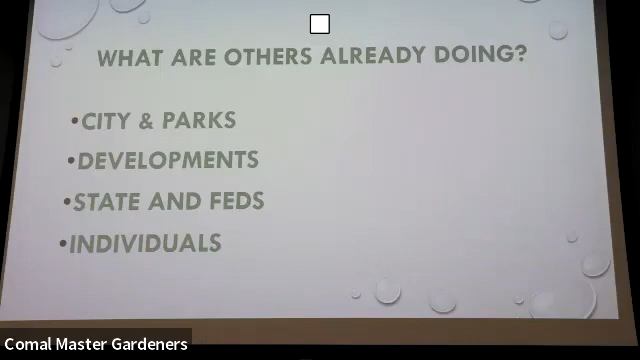 WHAT ARE OTHERS ALREADY DOING?
•CITY & PARKS
•DEVELOPMENTS
•STATE AND FEDS
•INDIVIDUALS
Comal Master Gardeners